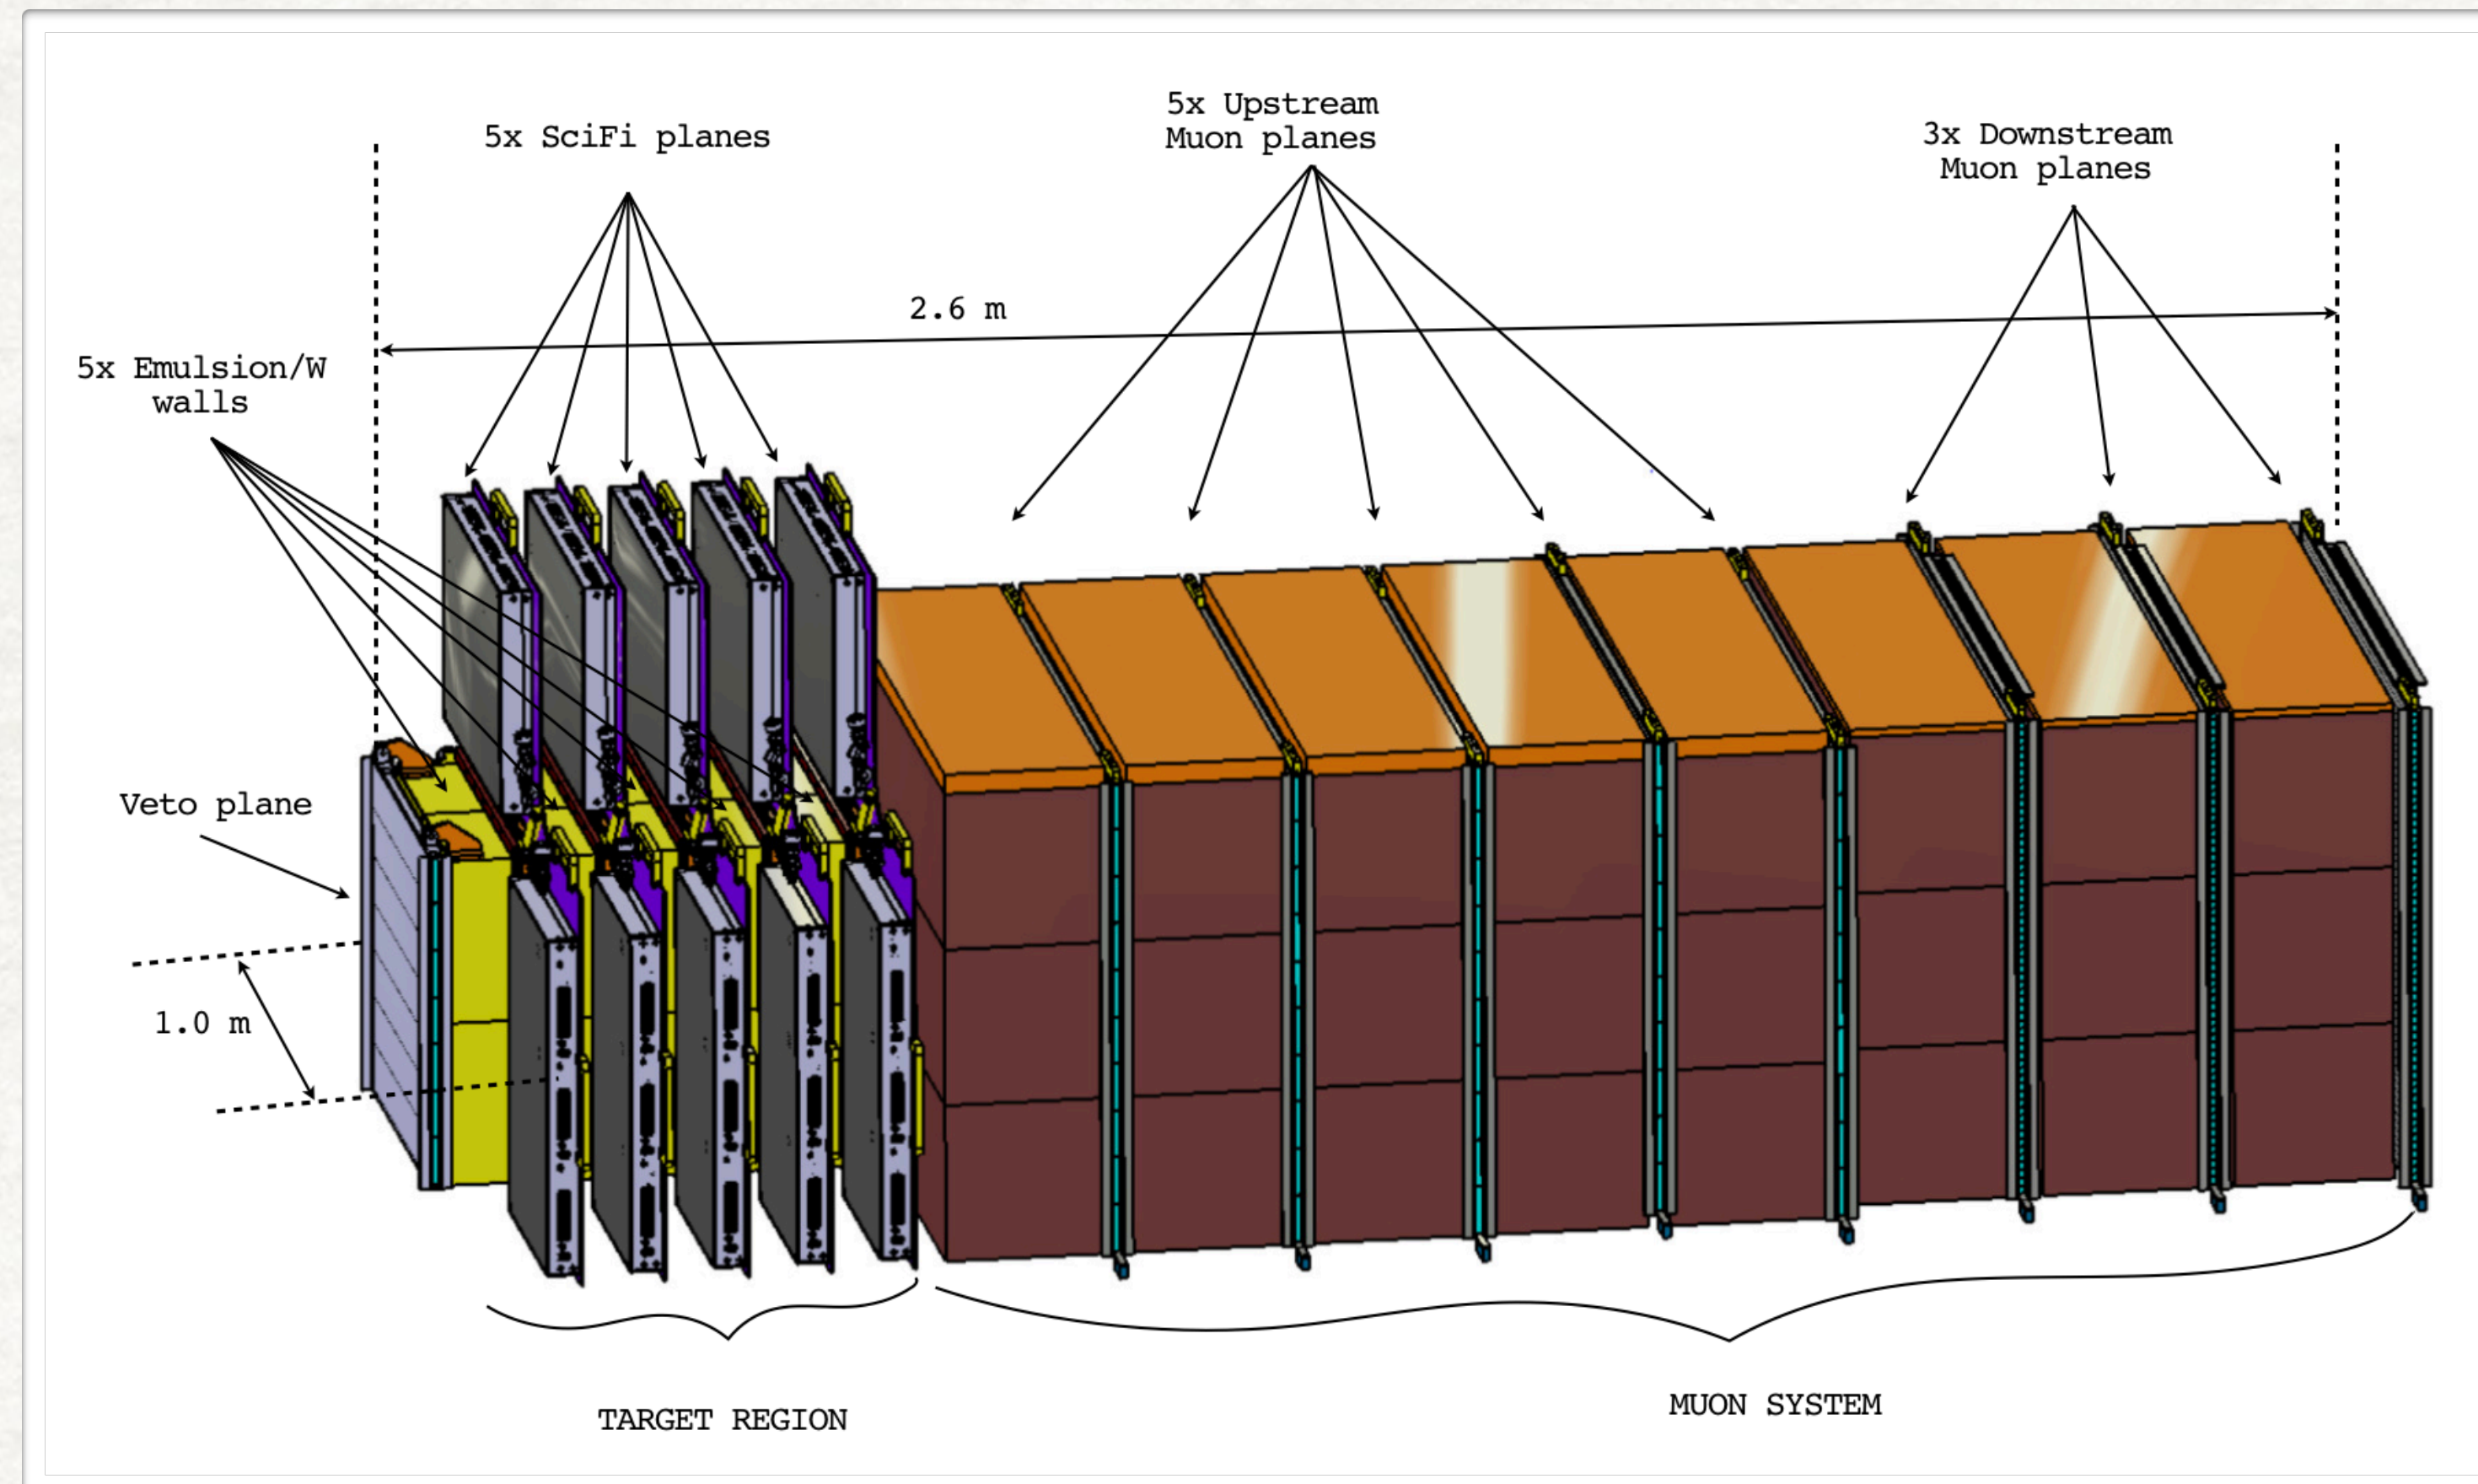 5x SciFi planes
5x Upstream
Muon planes
3x Downstream
Muon planes
2.6 m
5x Emulsion/W
walls
Veto plane
1.0 m
TARGET REGION
MUON SYSTEM